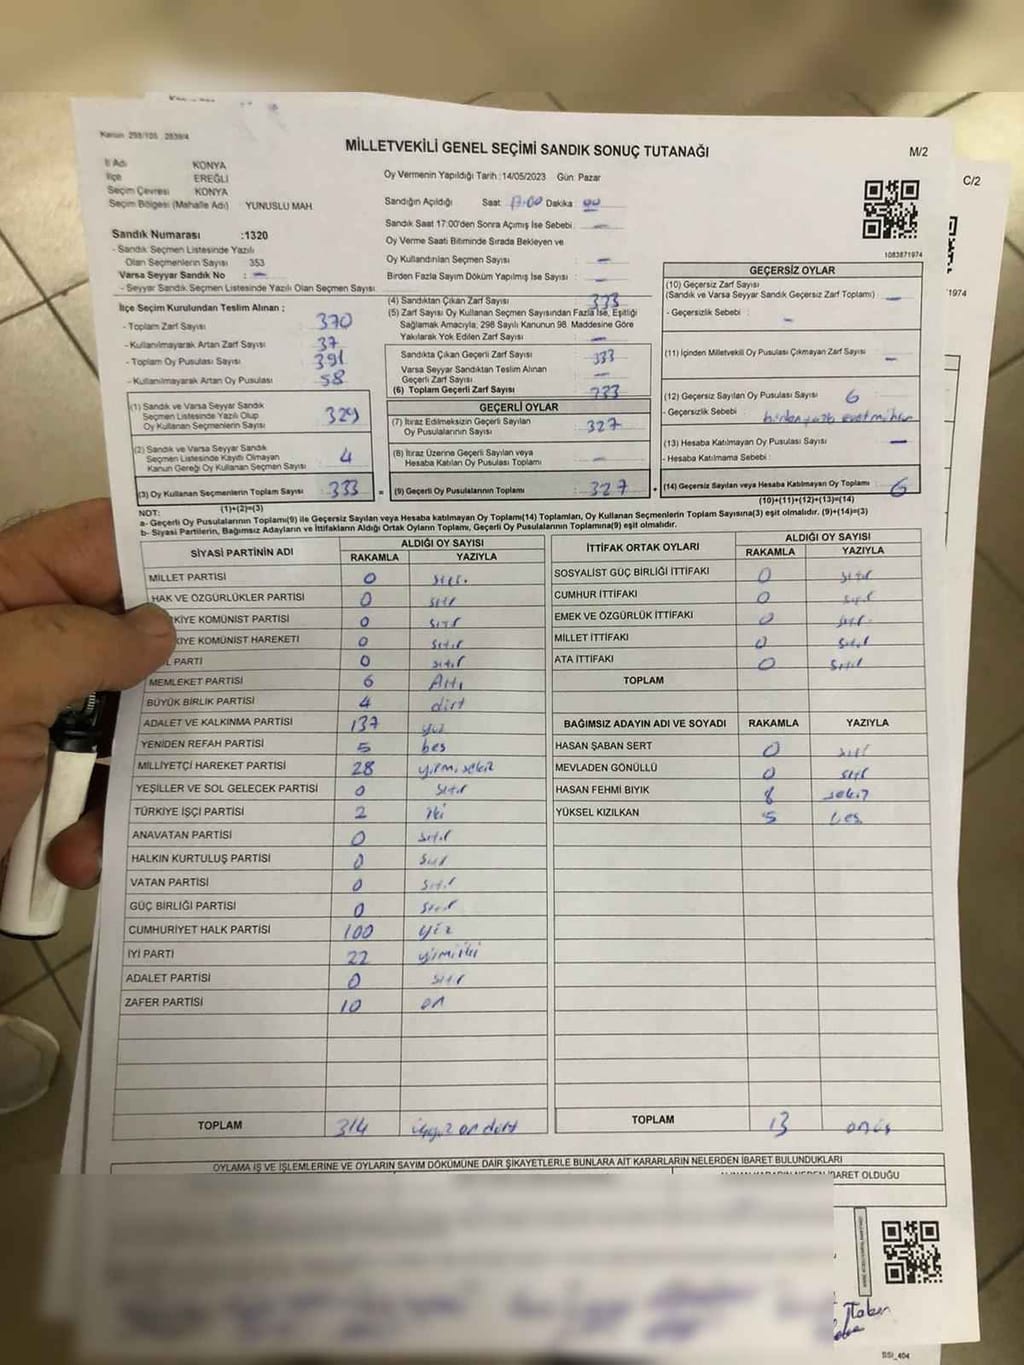 Kanun 298/105 2839/4
MİLLETVEKİLİ GENEL SEÇİMİ SANDIK SONUÇ TUTANAĞI
M/2
C/2
İl Adı KONYA
İlçe EREĞLİ
Seçim Çevresi KONYA
Seçim Bölgesi (Mahalle Adı) YUNUSLU MAH.
Oy Vermenin Yapıldığı Tarih :14/05/2023 Gün: Pazar
Sandığın Açıldığı Saat 17:00 Dakika: 00
Sandık Saat 17:00'den Sonra Açılmış İse Sebebi : —
Oy Verme Saati Bitiminde Sırada Bekleyen ve
Oy Kullandırılan Seçmen Sayısı : —
Birden Fazla Sayım Döküm Yapılmış İse Sayısı : —
1083871974
1974
Sandık Numarası :1320
- Sandık Seçmen Listesinde Yazılı
Olan Seçmenlerin Sayısı 353
Varsa Seyyar Sandık No : —
- Seyyar Sandık Seçmen Listesinde Yazılı Olan Seçmen Sayısı:
İlçe Seçim Kurulundan Teslim Alınan ;
- Toplam Zarf Sayısı : 370
- Kullanılmayarak Artan Zarf Sayısı : 37
- Toplam Oy Pusulası Sayısı : 391
- Kullanılmayarak Artan Oy Pusulası : 58
(1) Sandık ve Varsa Seyyar Sandık
Seçmen Listesinde Yazılı Olup
Oy Kullanan Seçmenlerin Sayısı : 329
(2) Sandık ve Varsa Seyyar Sandık
Seçmen Listesinde Kayıtlı Olmayan
Kanun Gereği Oy Kullanan Seçmen Sayısı : 4
(3) Oy Kullanan Seçmenlerin Toplam Sayısı : 333
(1)+(2)=(3)
(4) Sandıktan Çıkan Zarf Sayısı : 333
(5) Zarf Sayısı Oy Kullanan Seçmen Sayısından Fazla İse, Eşitliği
Sağlamak Amacıyla; 298 Sayılı Kanunun 98. Maddesine Göre
Yakılarak Yok Edilen Zarf Sayısı : —
Sandıkta Çıkan Geçerli Zarf Sayısı : 333
Varsa Seyyar Sandıktan Teslim Alınan
Geçerli Zarf Sayısı : —
(6) Toplam Geçerli Zarf Sayısı : 333
GEÇERLİ OYLAR
(7) İtiraz Edilmeksizin Geçerli Sayılan
Oy Pusulalarının Sayısı : 327
(8) İtiraz Üzerine Geçerli Sayılan veya
Hesaba Katılan Oy Pusulası Toplamı : —
= (9) Geçerli Oy Pusulalarının Toplamı : 327
GEÇERSİZ OYLAR
(10) Geçersiz Zarf Sayısı
(Sandık ve Varsa Seyyar Sandık Geçersiz Zarf Toplamı) : —
- Geçersizlik Sebebi : —
(11) İçinden Milletvekili Oy Pusulası Çıkmayan Zarf Sayısı : —
(12) Geçersiz Sayılan Oy Pusulası Sayısı : 6
- Geçersizlik Sebebi : birden fazla evet mühür
(13) Hesaba Katılmayan Oy Pusulası Sayısı : —
- Hesaba Katılmama Sebebi :
+ (14) Geçersiz Sayılan veya Hesaba Katılmayan Oy Toplamı : 6
(10)+(11)+(12)+(13)=(14)
NOT:
a- Geçerli Oy Pusulalarının Toplamı(9) ile Geçersiz Sayılan veya Hesaba katılmayan Oy Toplamı(14) Toplamları, Oy Kullanan Seçmenlerin Toplam Sayısına(3) eşit olmalıdır. (9)+(14)=(3)
b- Siyasi Partilerin, Bağımsız Adayların ve İttifakların Aldığı Ortak Oyların Toplamı, Geçerli Oy Pusulalarının Toplamına(9) eşit olmalıdır.
SİYASİ PARTİNİN ADI ALDIĞI OY SAYISI
RAKAMLA YAZIYLA
MİLLET PARTİSİ 0 sıfır
HAK VE ÖZGÜRLÜKLER PARTİSİ 0 sıfır
KİYE KOMÜNİST PARTİSİ 0 sıfır
KİYE KOMÜNİST HAREKETİ 0 sıfır
L PARTİ 0 sıfır
MEMLEKET PARTİSİ 6 Altı
BÜYÜK BİRLİK PARTİSİ 4 dört
ADALET VE KALKINMA PARTİSİ 137 yüz
YENİDEN REFAH PARTİSİ 5 beş
MİLLİYETÇİ HAREKET PARTİSİ 28 yirmi sekiz
YEŞİLLER VE SOL GELECEK PARTİSİ 0 sıfır
TÜRKİYE İŞÇİ PARTİSİ 2 iki
ANAVATAN PARTİSİ 0 sıfır
HALKIN KURTULUŞ PARTİSİ 0 sıfır
VATAN PARTİSİ 0 sıfır
GÜÇ BİRLİĞİ PARTİSİ 0 sıfır
CUMHURİYET HALK PARTİSİ 100 yüz
İYİ PARTİ 22 yirmi iki
ADALET PARTİSİ 0 sıfır
ZAFER PARTİSİ 10 on
TOPLAM 314 üçyüz on dört
İTTİFAK ORTAK OYLARI ALDIĞI OY SAYISI
RAKAMLA YAZIYLA
SOSYALİST GÜÇ BİRLİĞİ İTTİFAKI 0 sıfır
CUMHUR İTTİFAKI 0 sıfır
EMEK VE ÖZGÜRLÜK İTTİFAKI 0 sıfır
MİLLET İTTİFAKI 0 sıfır
ATA İTTİFAKI 0 sıfır
TOPLAM
BAĞIMSIZ ADAYIN ADI VE SOYADI RAKAMLA YAZIYLA
HASAN ŞABAN SERT 0 sıfır
MEVLADEN GÖNÜLLÜ 0 sıfır
HASAN FEHMİ BIYIK 8 sekiz
YÜKSEL KIZILKAN 5 beş
TOPLAM 13 onüç
OYLAMA İŞ VE İŞLEMLERİNE VE OYLARIN SAYIM DÖKÜMÜNE DAİR ŞİKAYETLERLE BUNLARA AİT KARARLARIN NELERDEN İBARET BULUNDUKLARI
İBARET OLDUĞU
BSI_404